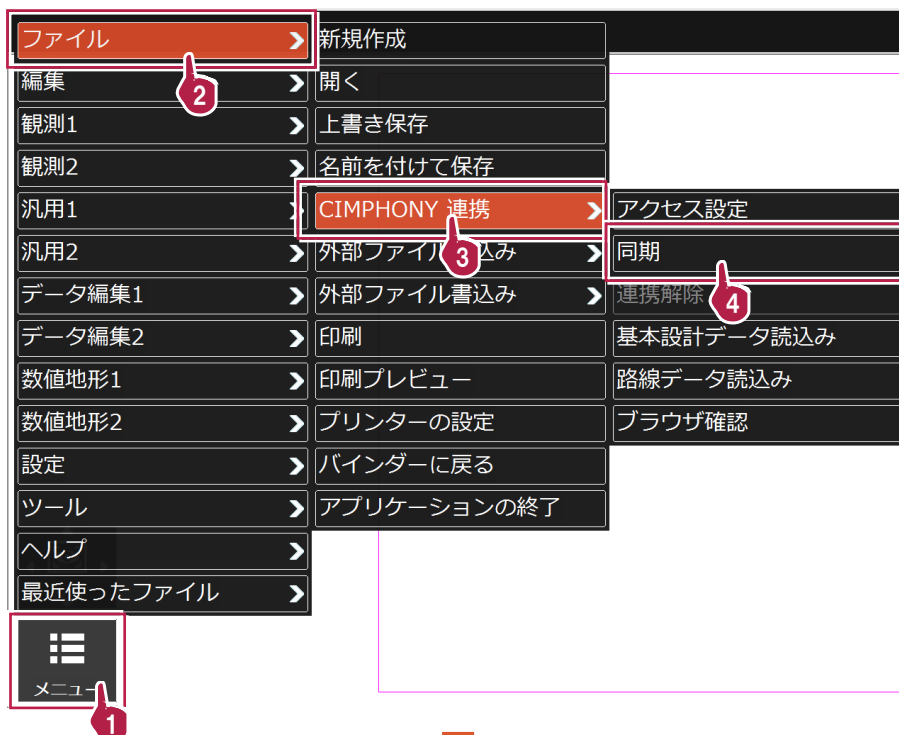 ファイル
編集
観測1
観測2
汎用1
汎用2
データ編集1
データ編集2
数値地形1
数値地形2
設定
ツール
ヘルプ
最近使ったファイル
メニュー
新規作成
開く
上書き保存
名前を付けて保存
CIMPHONY 連携
外部ファイル 込み
外部ファイル書込み
印刷
印刷プレビュー
プリンターの設定
バインダーに戻る
アプリケーションの終了
アクセス設定
同期
連携解除
基本設計データ読込み
路線データ読込み
ブラウザ確認
1
2
3
4